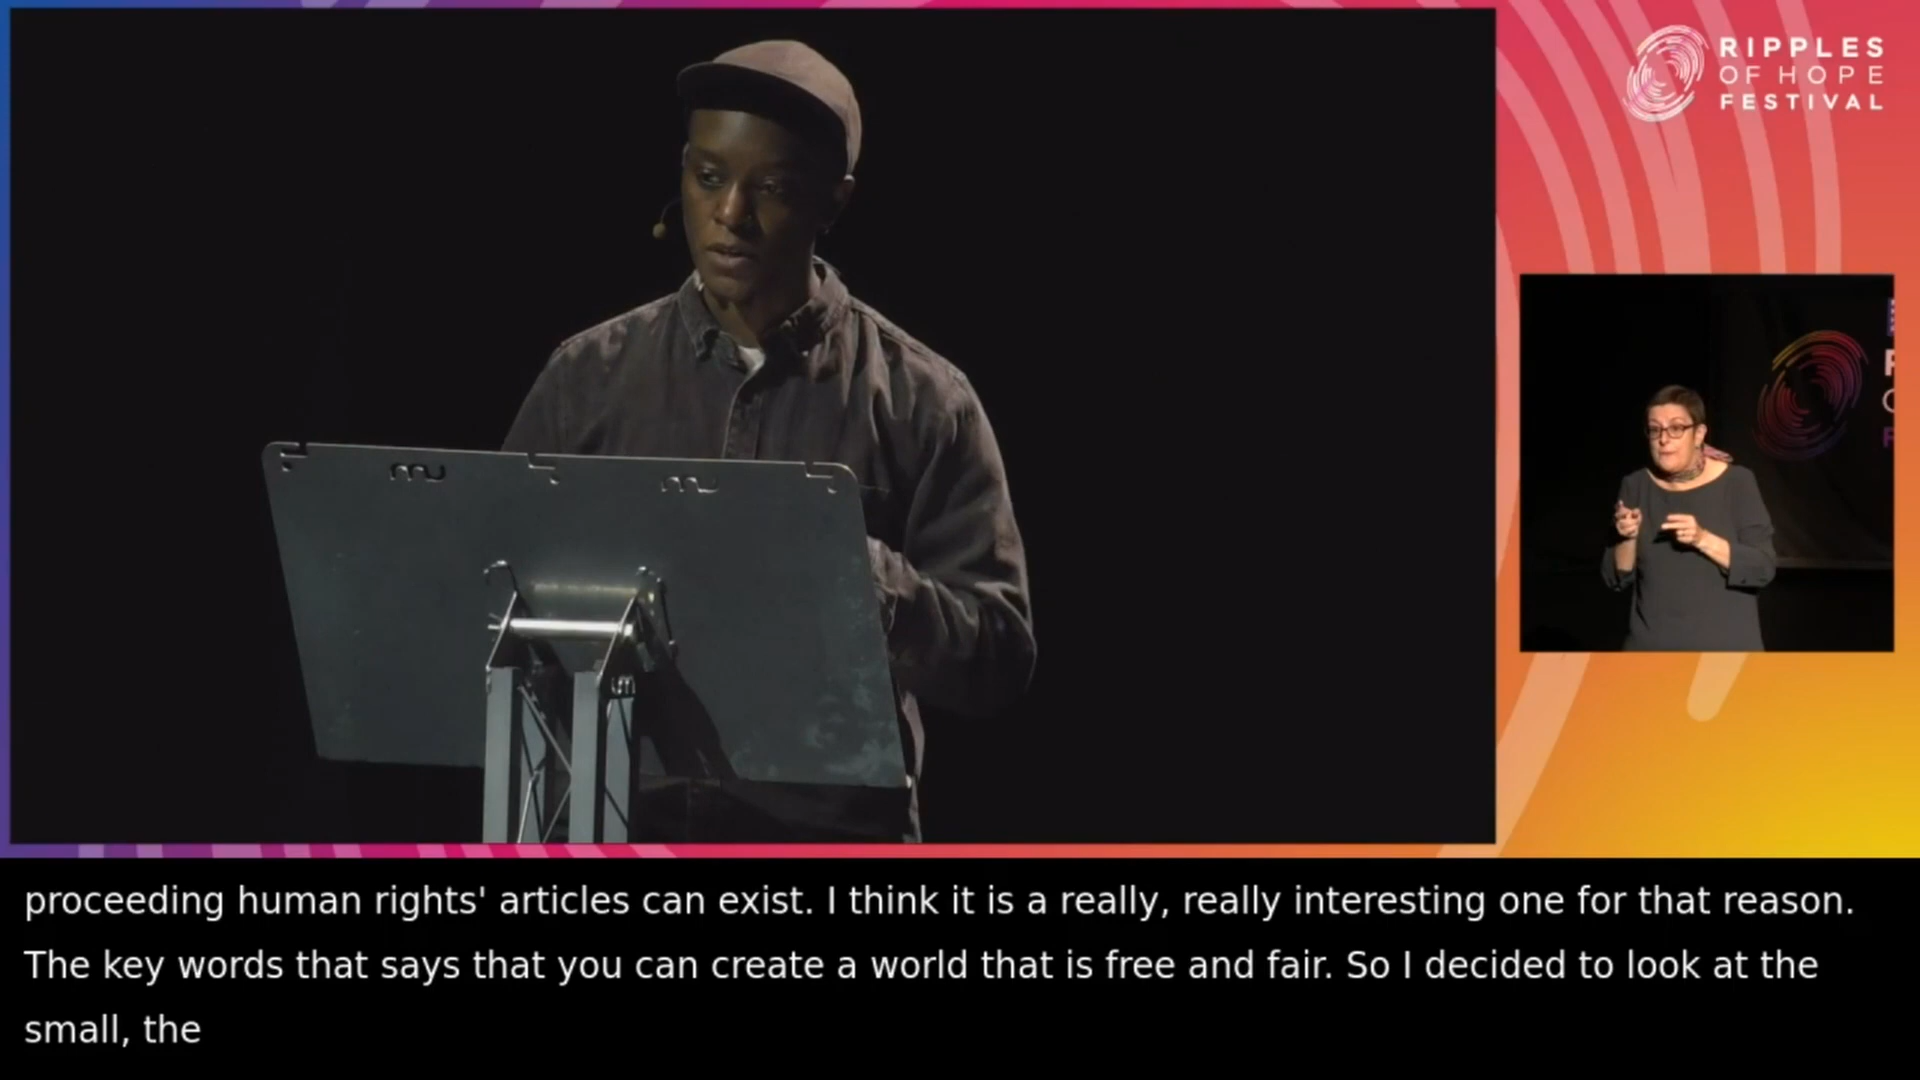 RIPPLES
OF HOPE
FESTIVAL
proceeding human rights' articles can exist. I think it is a really, really interesting one for that reason.
The key words that says that you can create a world that is free and fair. So I decided to look at the
small, the